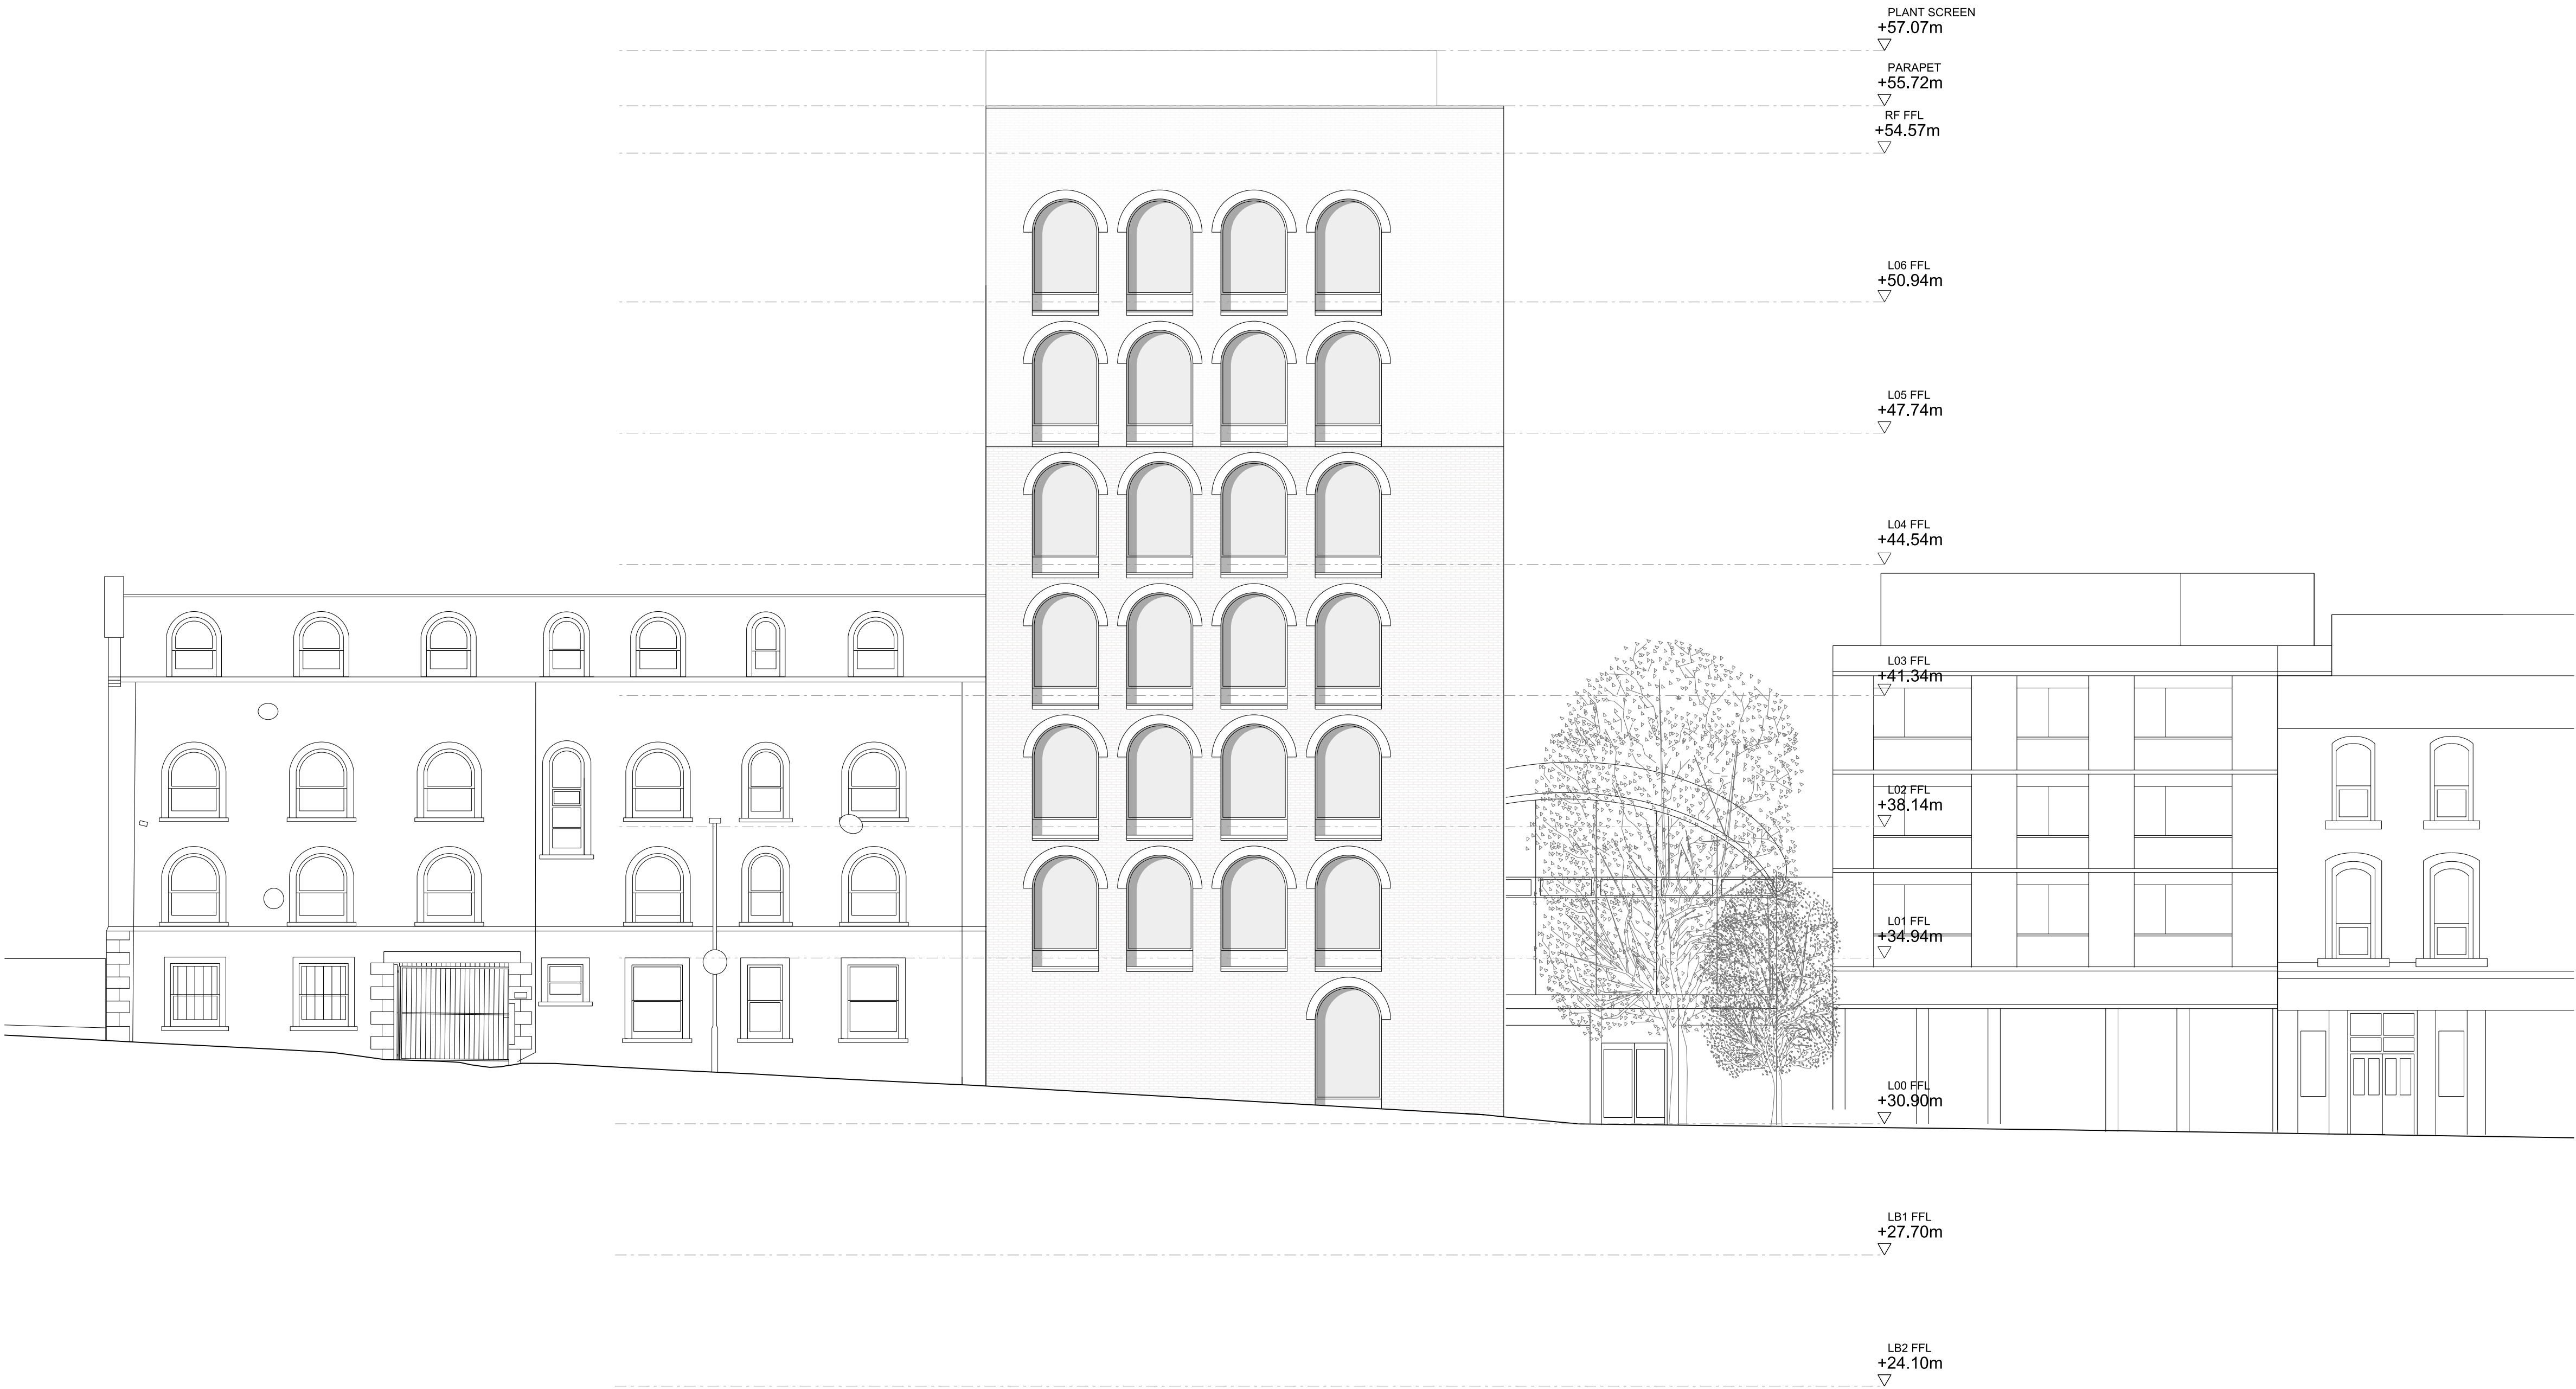 PLANT SCREEN
+57.07m
PARAPET
+55.72m
RF FFL
+54.57m
L06 FFL
+50.94m
L05 FFL
+47.74m
L04 FFL
+44.54m
L03 FFL
+41.34m
L02 FFL
+38.14m
L01 FFL
+34.94m
L00 FFL
+30.90m
LB1 FFL
+27.70m
LB2 FFL
+24.10m